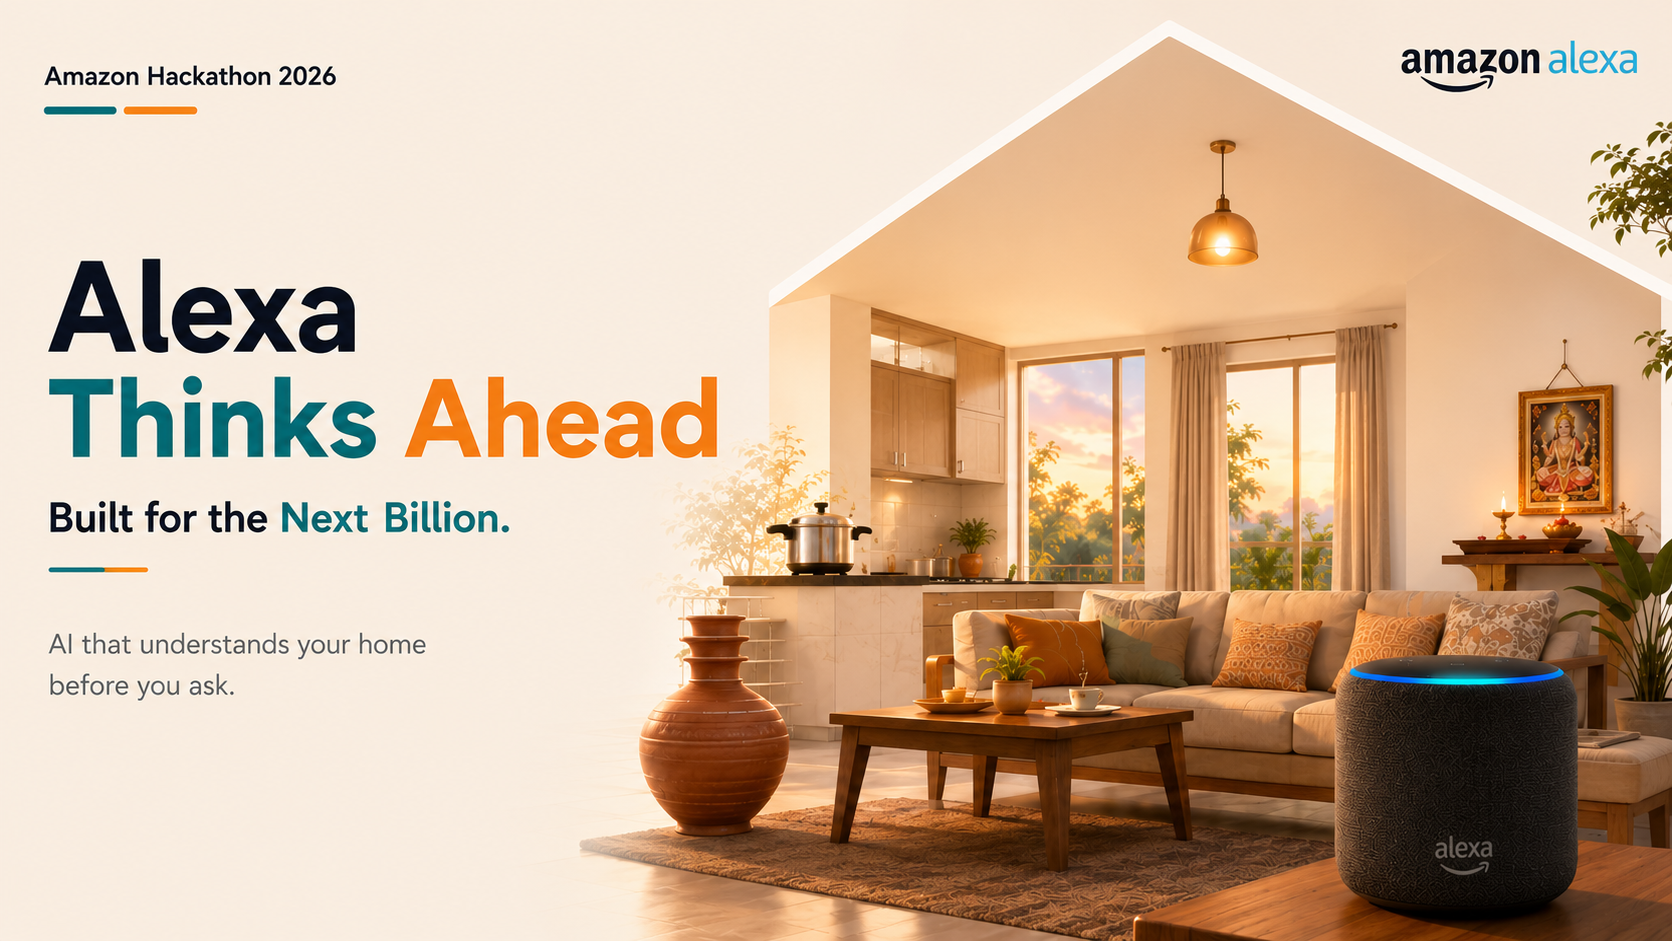 Amazon Hackathon 2026
amazon alexa
Alexa
Thinks Ahead
Built for the Next Billion.
AI that understands your home
before you ask.
alexa